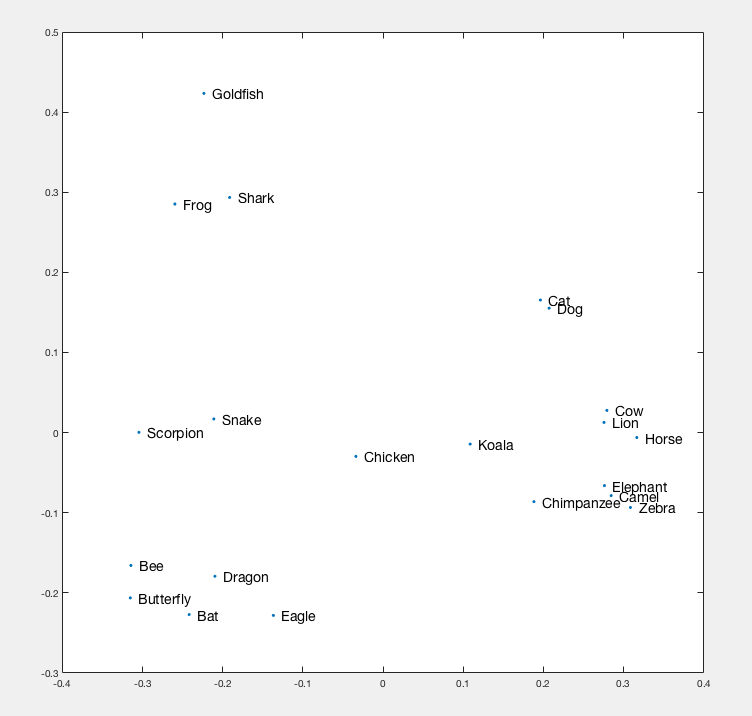 0.5
Goldfish
0.4
0.3
Shark
Frog
0.2
Cat
Dog
0.1
Cow
Snake
Lion
0
Scorpion
Horse
Koala
Chicken
Elephant
Camel
-0.1
Chimpanzee
Zebra
Bee
Dragon
-0.2
Butterfly
Bat
Eagle
-0.3
-0.4 -0.3 -0.2 -0.1 0 0.1 0.2 0.3 0.4